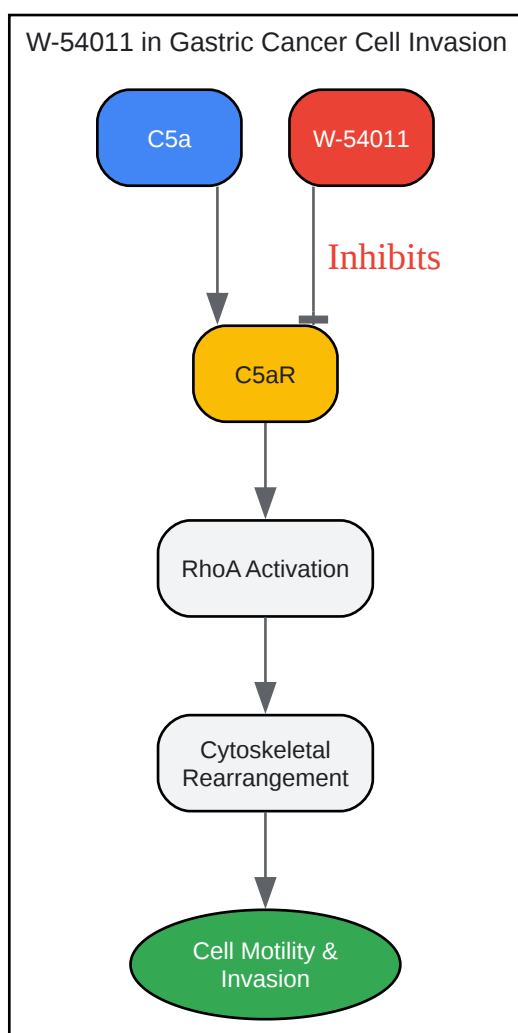 W-54011 in Gastric Cancer Cell Invasion
C5a
W-54011
Inhibits
C5aR
RhoA Activation
Cytoskeletal
Rearrangement
Cell Motility &
Invasion